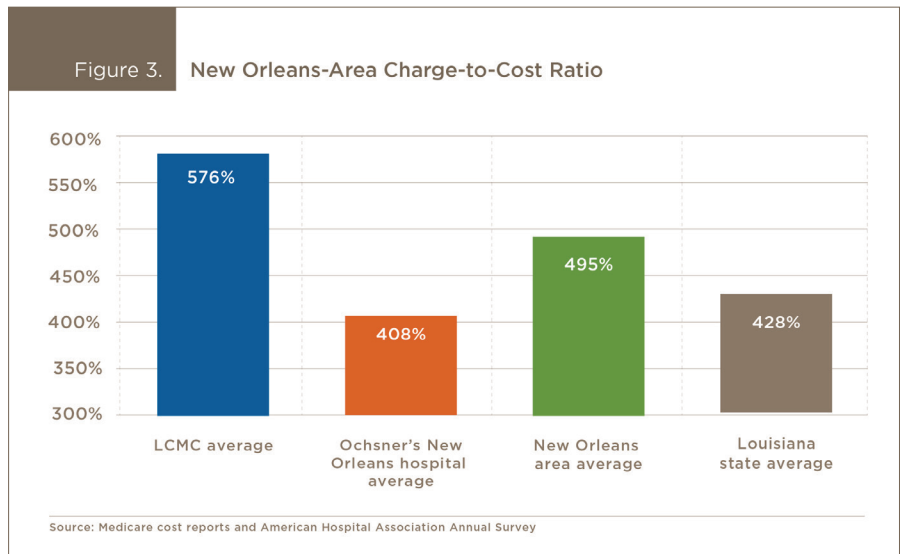 Figure 3.
New Orleans-Area Charge-to-Cost Ratio
600%
550%
500%
450%
400%
350%
300%
576%
408%
495%
428%
LCMC average
Ochsner’s New
Orleans hospital
average
New Orleans
area average
Louisiana
state average
Source: Medicare cost reports and American Hospital Association Annual Survey